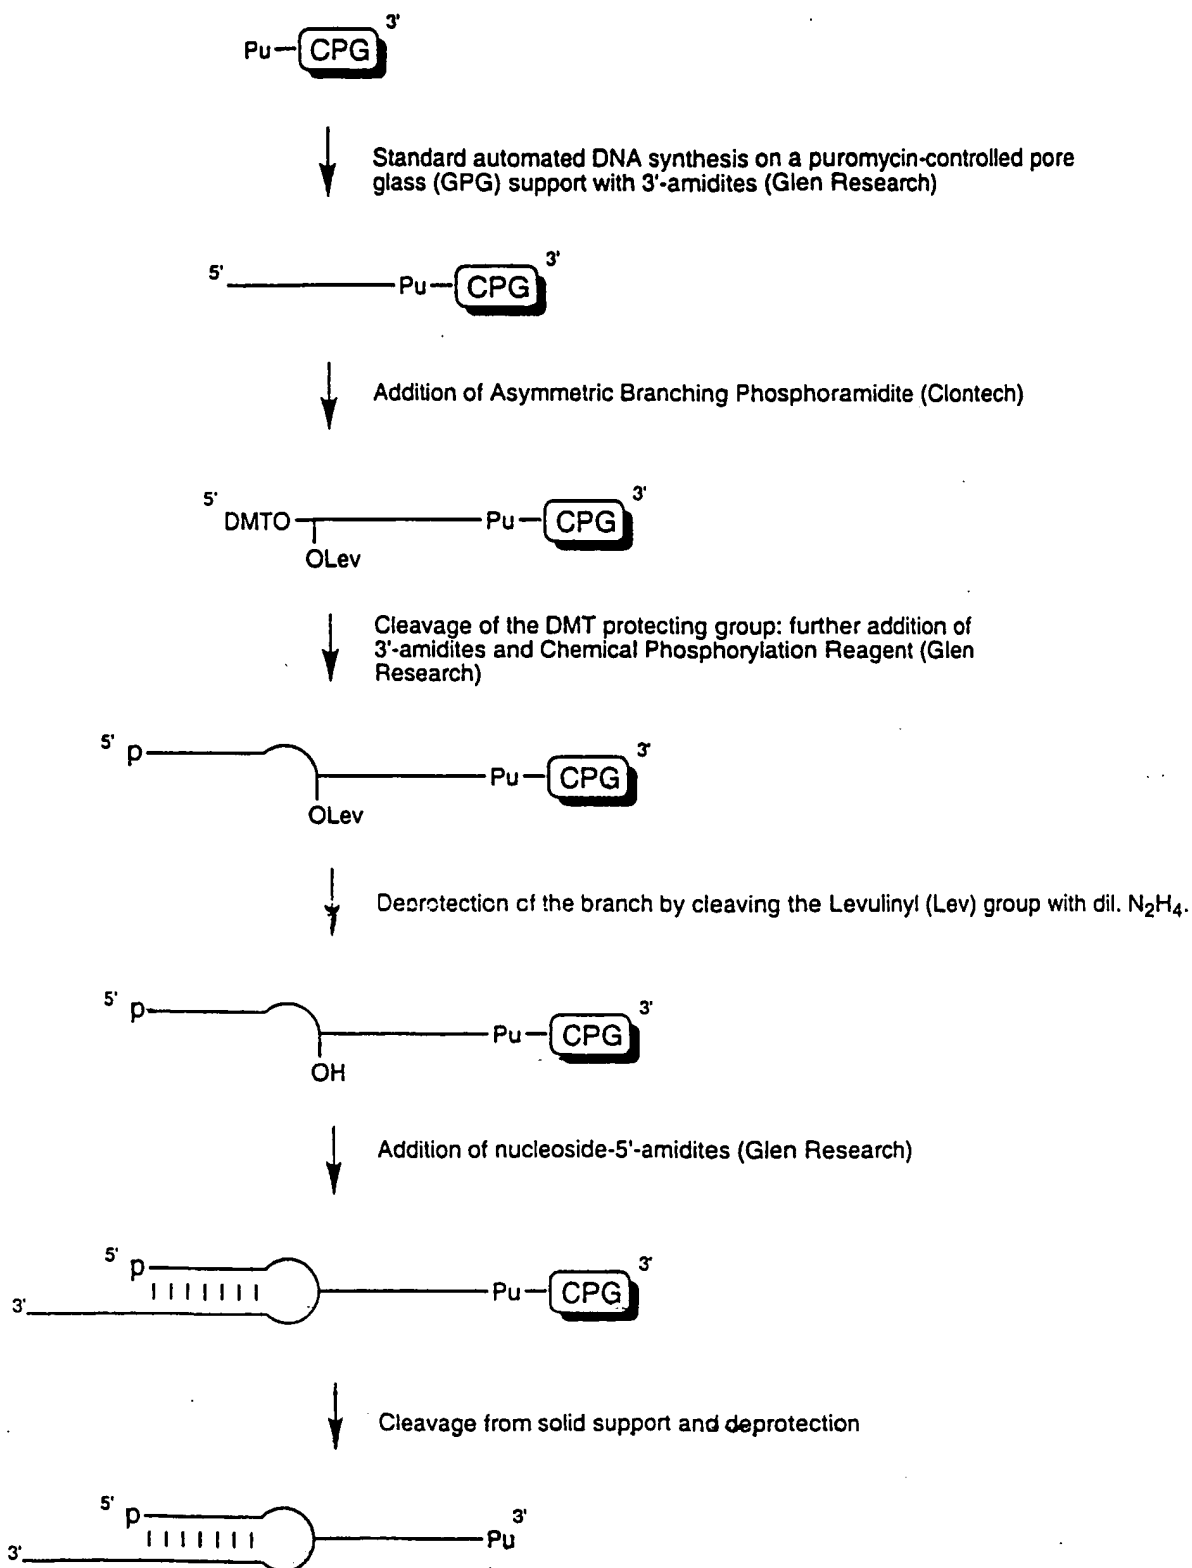 3'
Pu CPG
Standard automated DNA synthesis on a puromycin-controlled pore
glass (GPG) support with 3'-amidites (Glen Research)
5' 3'
Pu CPG
Addition of Asymmetric Branching Phosphoramidite (Clontech)
5' 3'
DMTO Pu CPG
OLev
Cleavage of the DMT protecting group: further addition of
3'-amidites and Chemical Phosphorylation Reagent (Glen
Research)
5' p 3'
Pu CPG
OLev
Deprotection of the branch by cleaving the Levulinyl (Lev) group with dil. N₂H₄.
5' p 3'
Pu CPG
OH
Addition of nucleoside-5'-amidites (Glen Research)
5' p 3'
Pu CPG
3'
Cleavage from solid support and deprotection
5' p 3'
Pu
3'